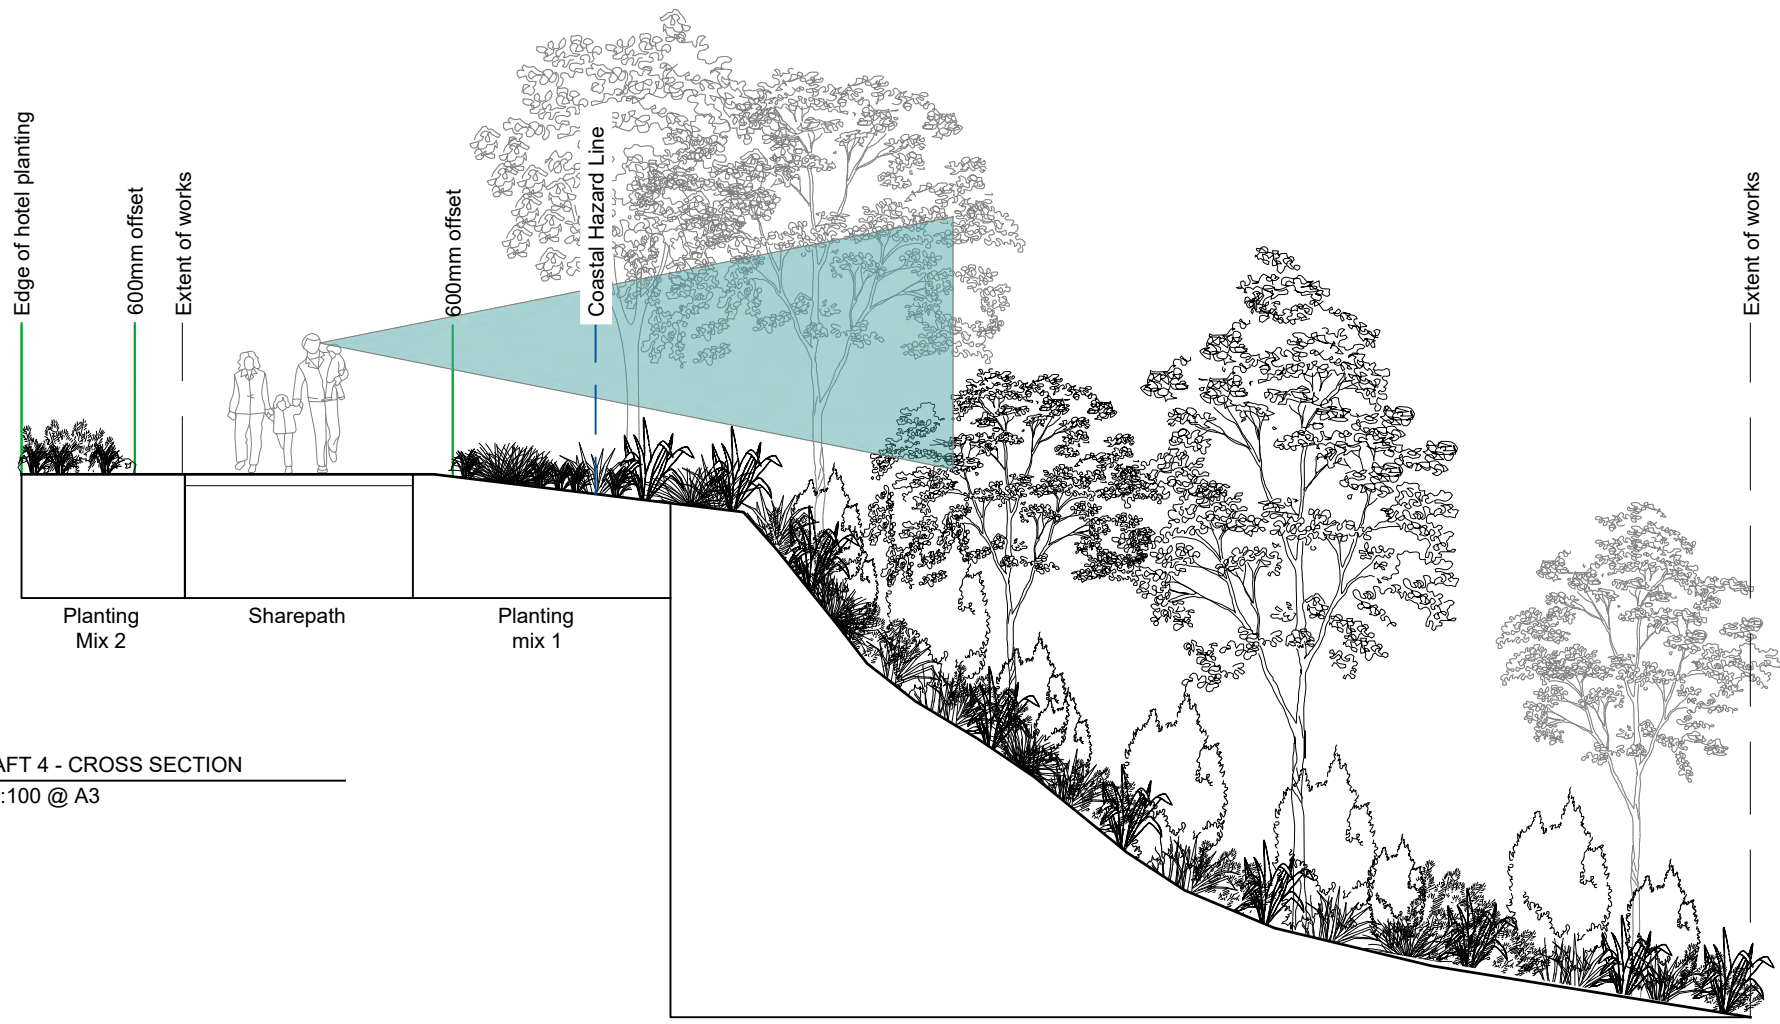 Edge of hotel planting
600mm offset
Extent of works
600mm offset
Coastal Hazard Line
Extent of works
Planting
Mix 2
Sharepath
Planting
mix 1
AFT 4 - CROSS SECTION
:100 @ A3